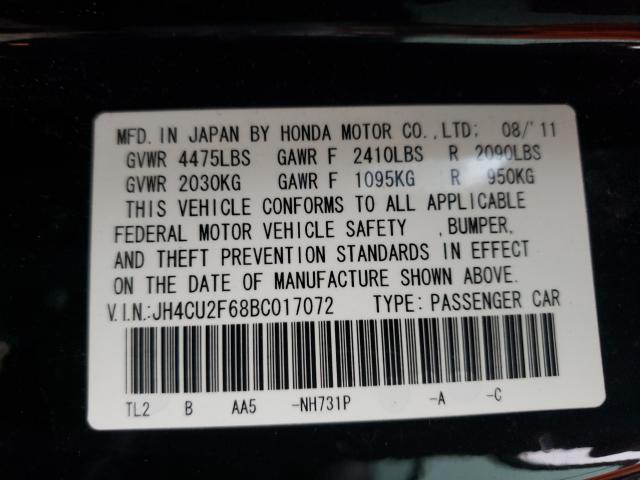 MFD. IN JAPAN BY HONDA MOTOR CO., LTD; 08/'11
GVWR 4475LBS GAWR F 2410LBS R 2090LBS
GVWR 2030KG GAWR F 1095KG R 950KG
THIS VEHICLE CONFORMS TO ALL APPLICABLE
FEDERAL MOTOR VEHICLE SAFETY , BUMPER,
AND THEFT PREVENTION STANDARDS IN EFFECT
ON THE DATE OF MANUFACTURE SHOWN ABOVE.
V.I.N.:JH4CU2F68BC017072 TYPE: PASSENGER CAR
TL2 B AA5 -NH731P -A -C